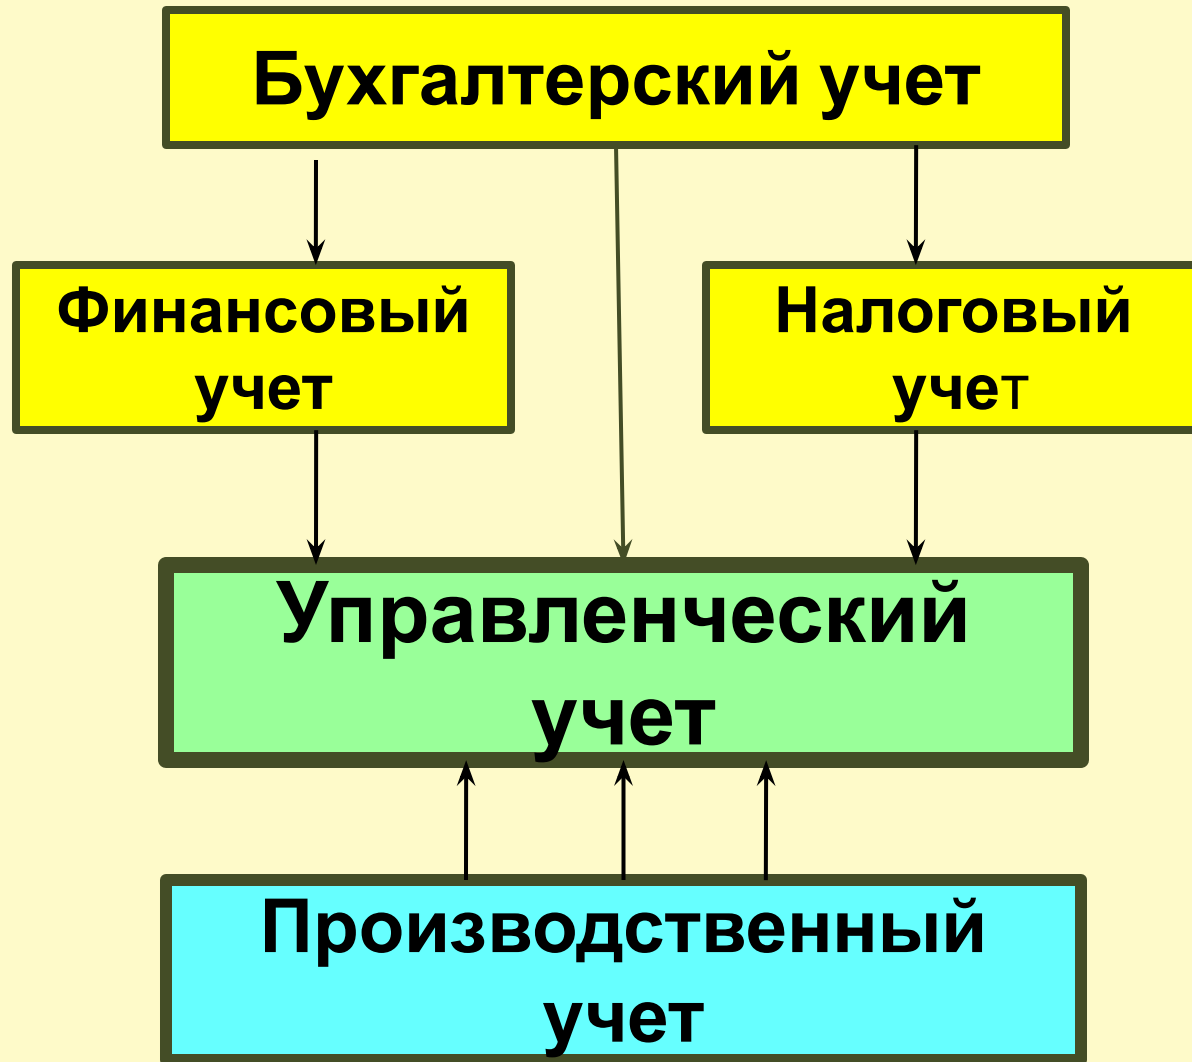 Бухгалтерский учет
Финансовый
учет
Налоговый
учет
Управленческий
учет
Производственный
учет